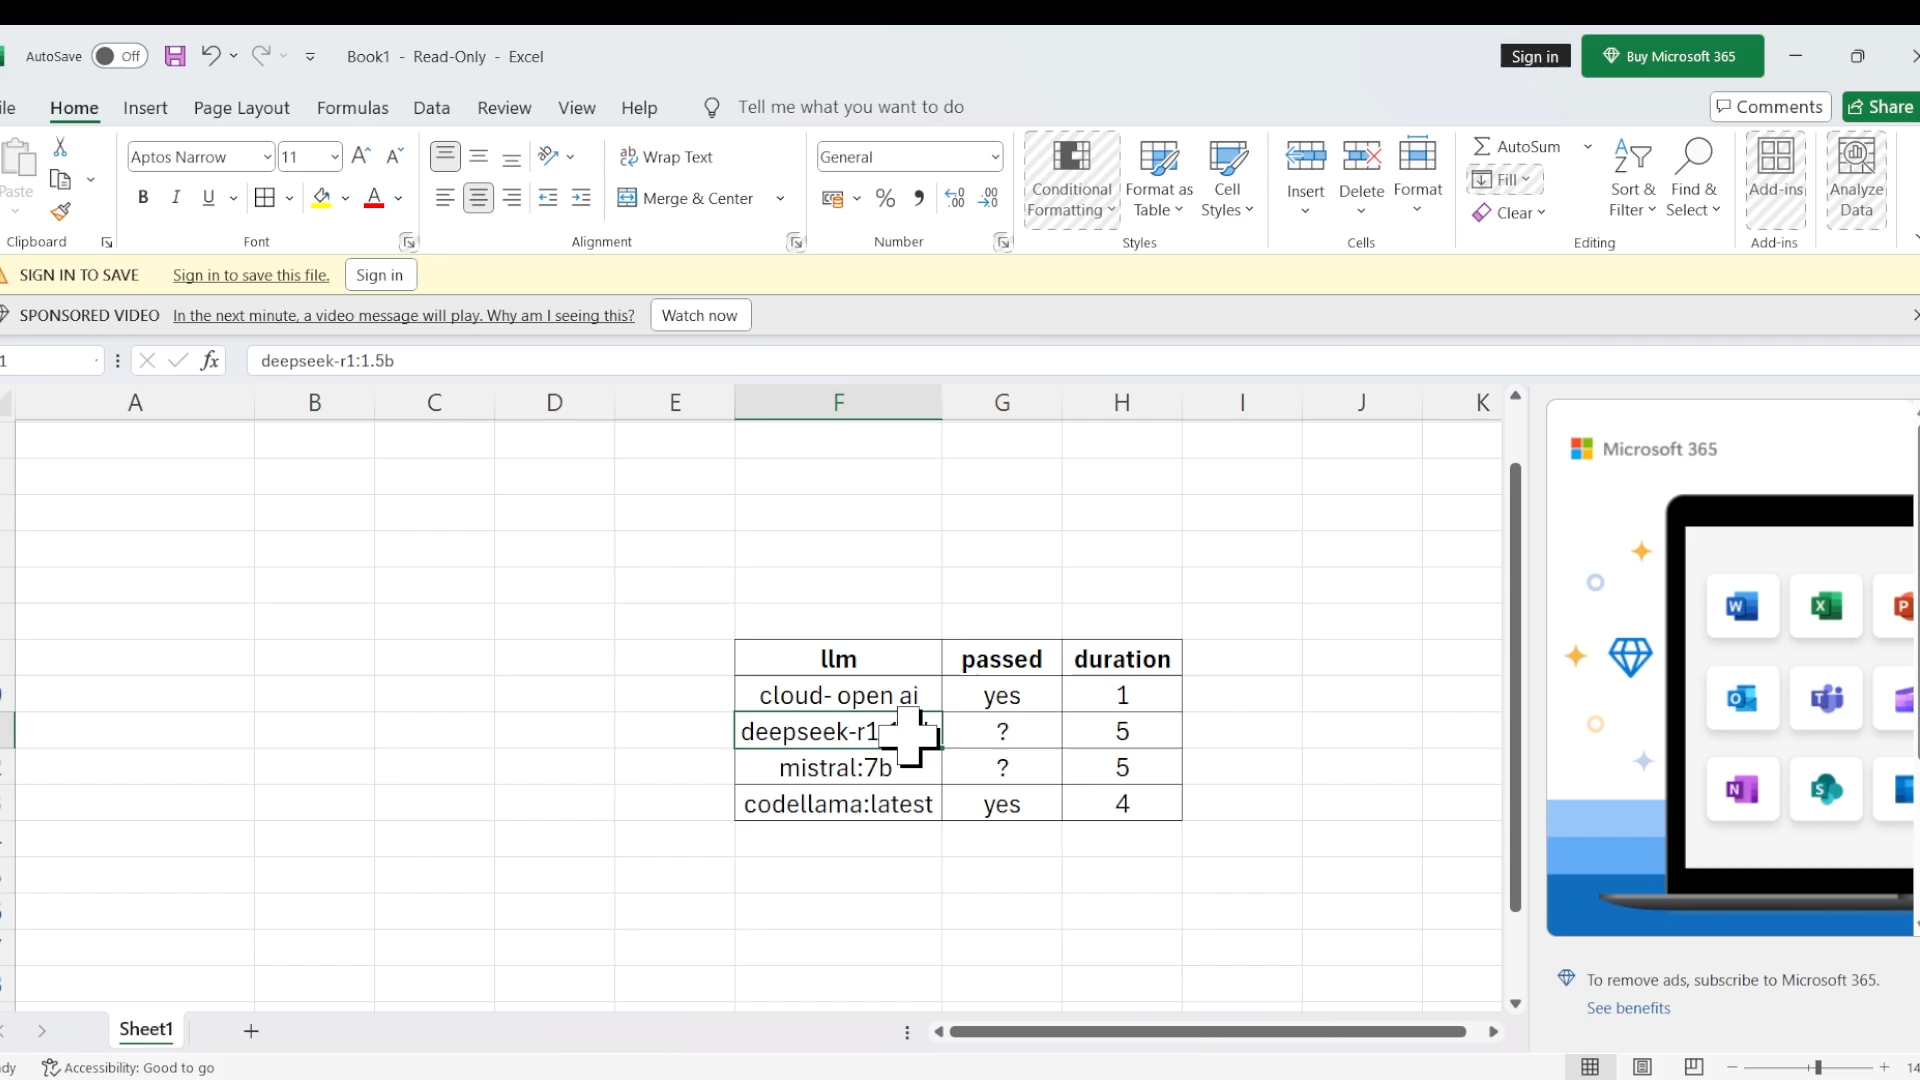 AutoSave Off Book1 - Read-Only - Excel Sign in Buy Microsoft 365
ile Home Insert Page Layout Formulas Data Review View Help Tell me what you want to do Comments Share
Paste Aptos Narrow 11 Wrap Text General Conditional Formatting Format as Table Cell Styles Insert Delete Format AutoSum Sort & Filter Find & Select Add-ins Analyze Data
B I U A Merge & Center % Fill
Clear
Clipboard Font Alignment Number Styles Cells Editing Add-ins
SIGN IN TO SAVE Sign in to save this file. Sign in
SPONSORED VIDEO In the next minute, a video message will play. Why am I seeing this? Watch now
1 fx deepseek-r1:1.5b
A B C D E F G H I J K
Microsoft 365
llm passed duration
cloud- open ai yes 1
deepseek-r1 ? 5
mistral:7b ? 5
codellama:latest yes 4
To remove ads, subscribe to Microsoft 365.
See benefits
Sheet1
dy Accessibility: Good to go 14